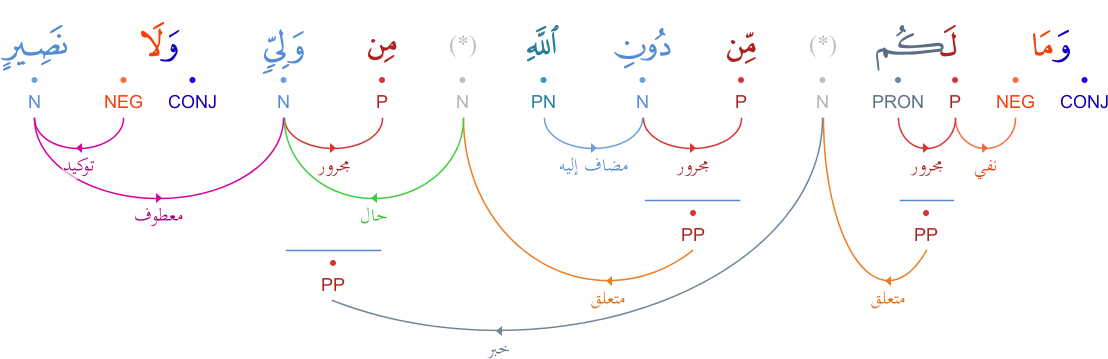 وَمَا لَكُم (*) مِّن دُونِ ٱللَّهِ (*) مِن وَلِىٍّ وَلَا نَصِيرٍ
CONJ NEG P PRON N P N PN N P N CONJ NEG N
نفي مجرور مجرور مضاف إليه مجرور توكيد
حال معطوف
PP PP
PP
متعلق متعلق
خبر